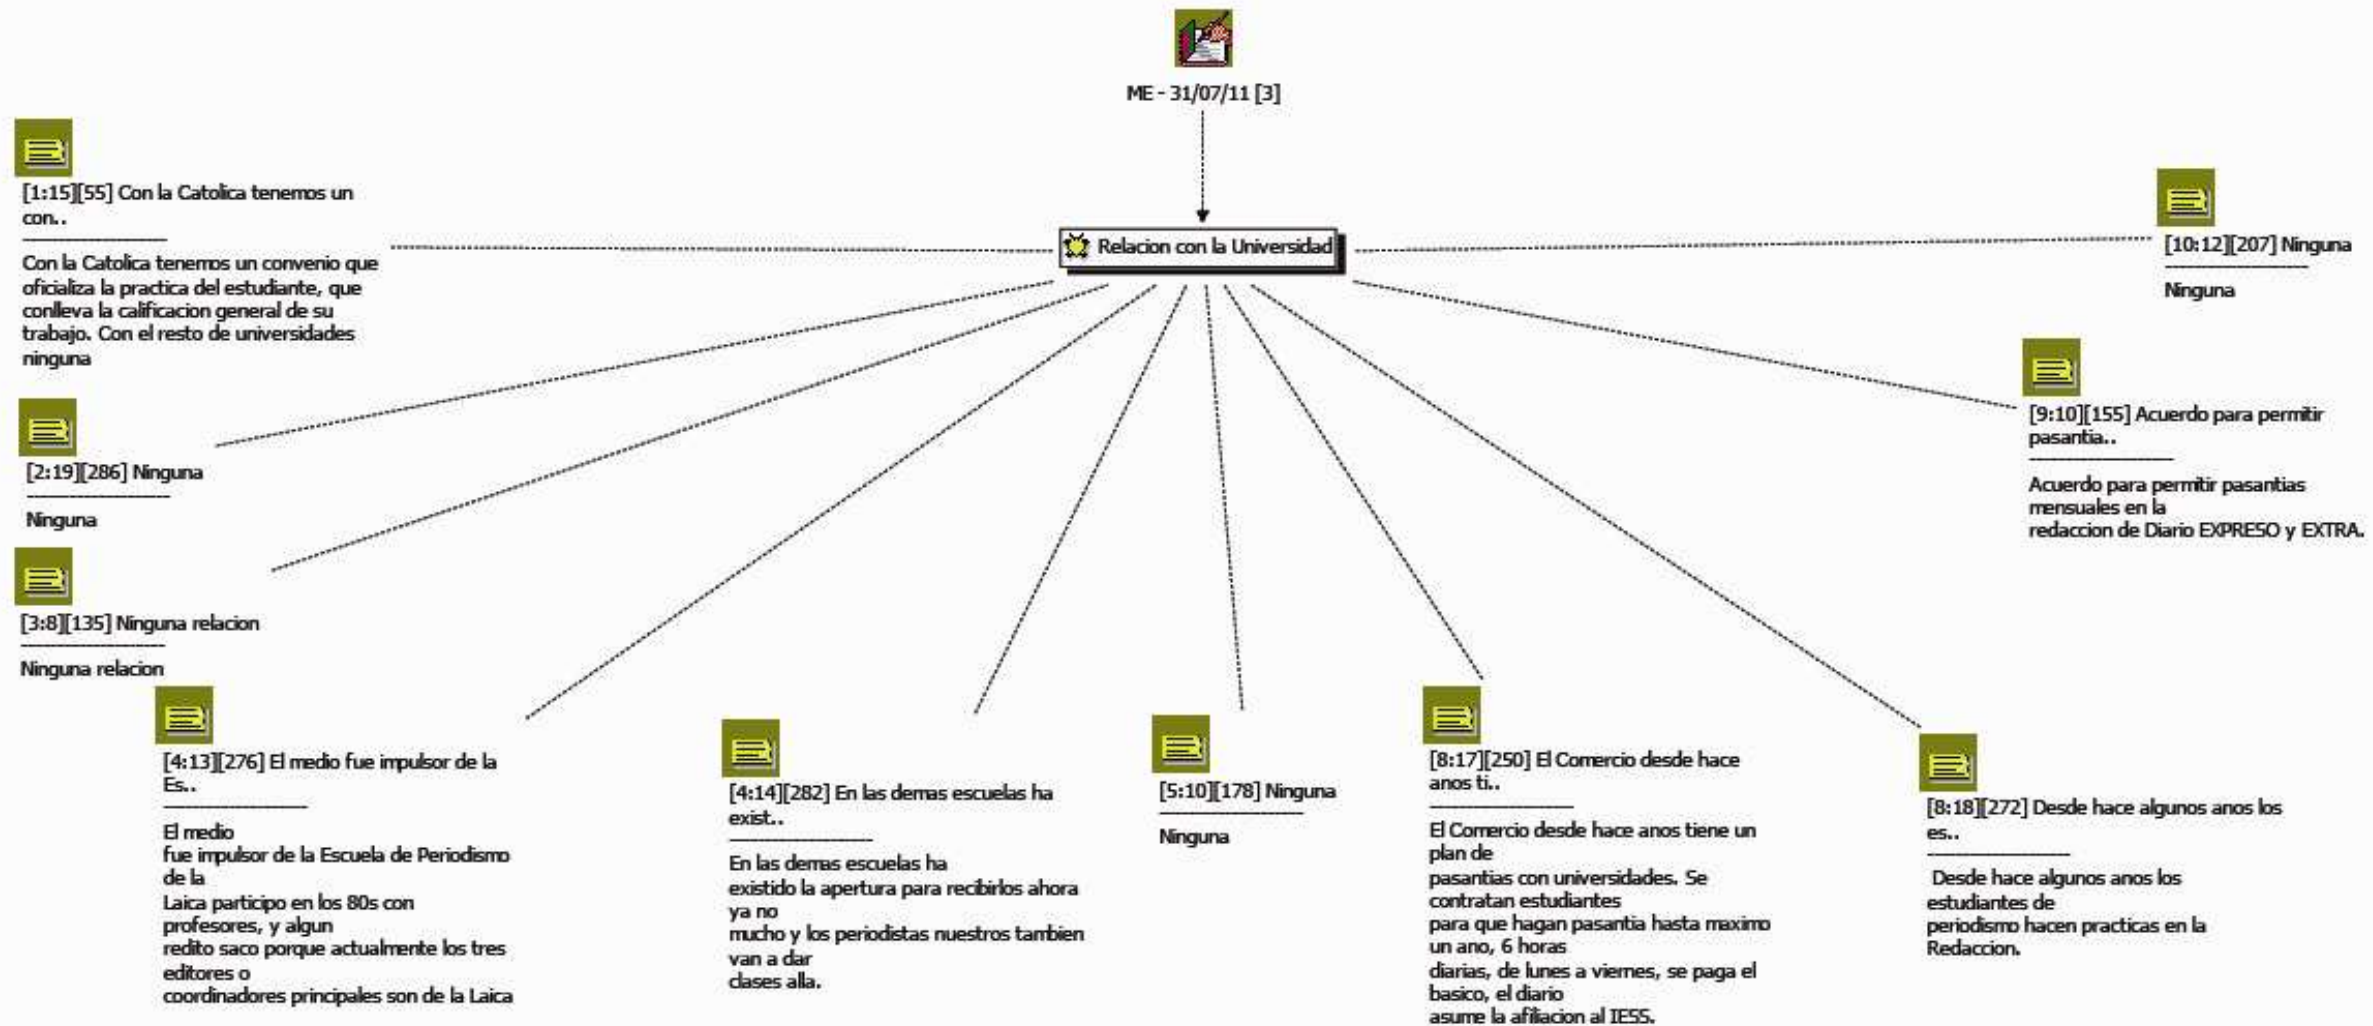 ME - 31/07/11 [3]
Relacion con la Universidad
[1:15][55] Con la Catolica tenemos un
con..
Con la Catolica tenemos un convenio que
oficializa la practica del estudiante, que
conlleva la calificacion general de su
trabajo. Con el resto de universidades
ninguna
[2:19][286] Ninguna
Ninguna
[3:8][135] Ninguna relacion
Ninguna relacion
[4:13][276] El medio fue impulsor de la
Es..
El medio
fue impulsor de la Escuela de Periodismo
de la
Laica participo en los 80s con
profesores, y algun
redito saco porque actualmente los tres
editores o
coordinadores principales son de la Laica
[4:14][282] En las demas escuelas ha
exist..
En las demas escuelas ha
existido la apertura para recibirlos ahora
ya no
mucho y los periodistas nuestros tambien
van a dar
clases alla.
[5:10][178] Ninguna
Ninguna
[8:17][250] El Comercio desde hace
anos ti..
El Comercio desde hace anos tiene un
plan de
pasantias con universidades. Se
contratan estudiantes
para que hagan pasantia hasta maximo
un ano, 6 horas
diarias, de lunes a viernes, se paga el
basico, el diario
asume la afiliacion al IESS.
[8:18][272] Desde hace algunos anos los
es..
Desde hace algunos anos los
estudiantes de
periodismo hacen practicas en la
Redaccion.
[9:10][155] Acuerdo para permitir
pasantia..
Acuerdo para permitir pasantias
mensuales en la
redaccion de Diario EXPRESO y EXTRA.
[10:12][207] Ninguna
Ninguna